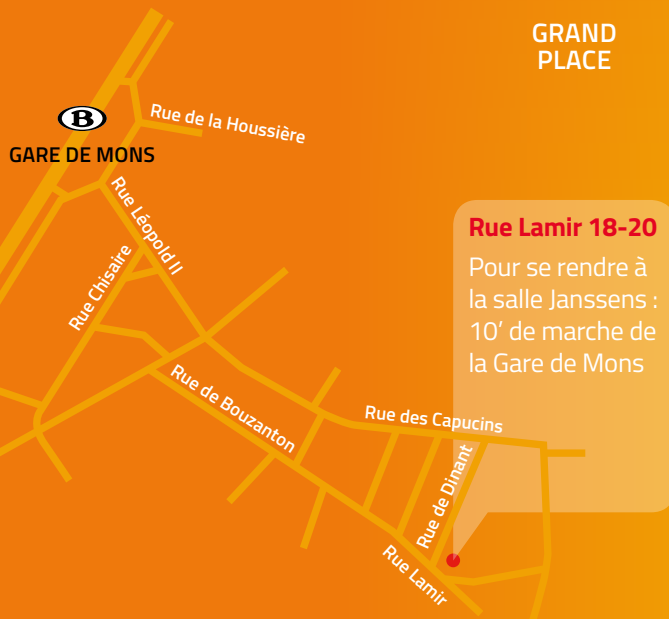 GRAND
PLACE
B
GARE DE MONS
Rue de la Houssière
Rue Léopold II
Rue Chisaire
Rue Lamir 18-20
Pour se rendre à
la salle Janssens :
10’ de marche de
la Gare de Mons
Rue de Bouzanton
Rue des Capucins
Rue de Dinant
Rue Lamir